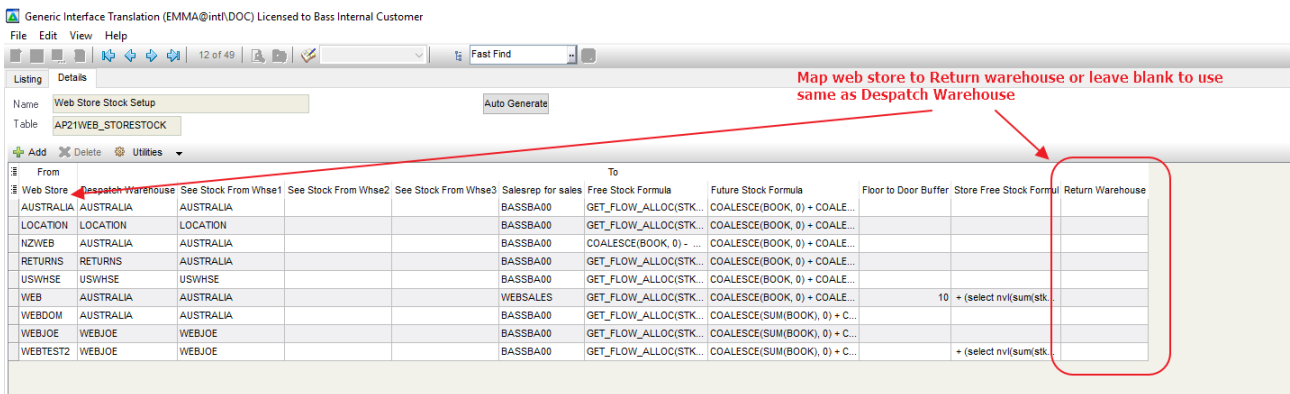 Generic Interface Translation (EMMA@intl\DOC) Licensed to Bass Internal Customer
File Edit View Help
12 of 49 Fast Find
Listing Details
Map web store to Return warehouse or leave blank to use
same as Despatch Warehouse
Name Web Store Stock Setup Auto Generate
Table AP21WEB_STORESTOCK
Add Delete Utilities
From To
Web Store Despatch Warehouse See Stock From Whse1 See Stock From Whse2 See Stock From Whse3 Salesrep for sales Free Stock Formula Future Stock Formula Floor to Door Buffer Store Free Stock Formul Return Warehouse
AUSTRALIA AUSTRALIA AUSTRALIA BASSBA00 GET_FLOW_ALLOC(STK... COALESCE(BOOK, 0) + COALE...
LOCATION LOCATION LOCATION BASSBA00 GET_FLOW_ALLOC(STK... COALESCE(BOOK, 0) + COALE...
NZWEB AUSTRALIA AUSTRALIA BASSBA00 COALESCE(BOOK, 0) - ... COALESCE(BOOK, 0) + COALE...
RETURNS RETURNS AUSTRALIA BASSBA00 GET_FLOW_ALLOC(STK... COALESCE(BOOK, 0) + COALE...
USWHSE USWHSE USWHSE BASSBA00 GET_FLOW_ALLOC(STK... COALESCE(BOOK, 0) + COALE...
WEB AUSTRALIA AUSTRALIA WEBSALES GET_FLOW_ALLOC(STK... COALESCE(BOOK, 0) + COALE... 10 + (select nvl(sum(stk...
WEBDOM AUSTRALIA AUSTRALIA BASSBA00 GET_FLOW_ALLOC(STK... COALESCE(SUM(BOOK), 0) + C...
WEBJOE WEBJOE WEBJOE BASSBA00 GET_FLOW_ALLOC(STK... COALESCE(SUM(BOOK), 0) + C...
WEBTEST2 WEBJOE WEBJOE BASSBA00 GET_FLOW_ALLOC(STK... COALESCE(SUM(BOOK), 0) + C... + (select nvl(sum(stk...